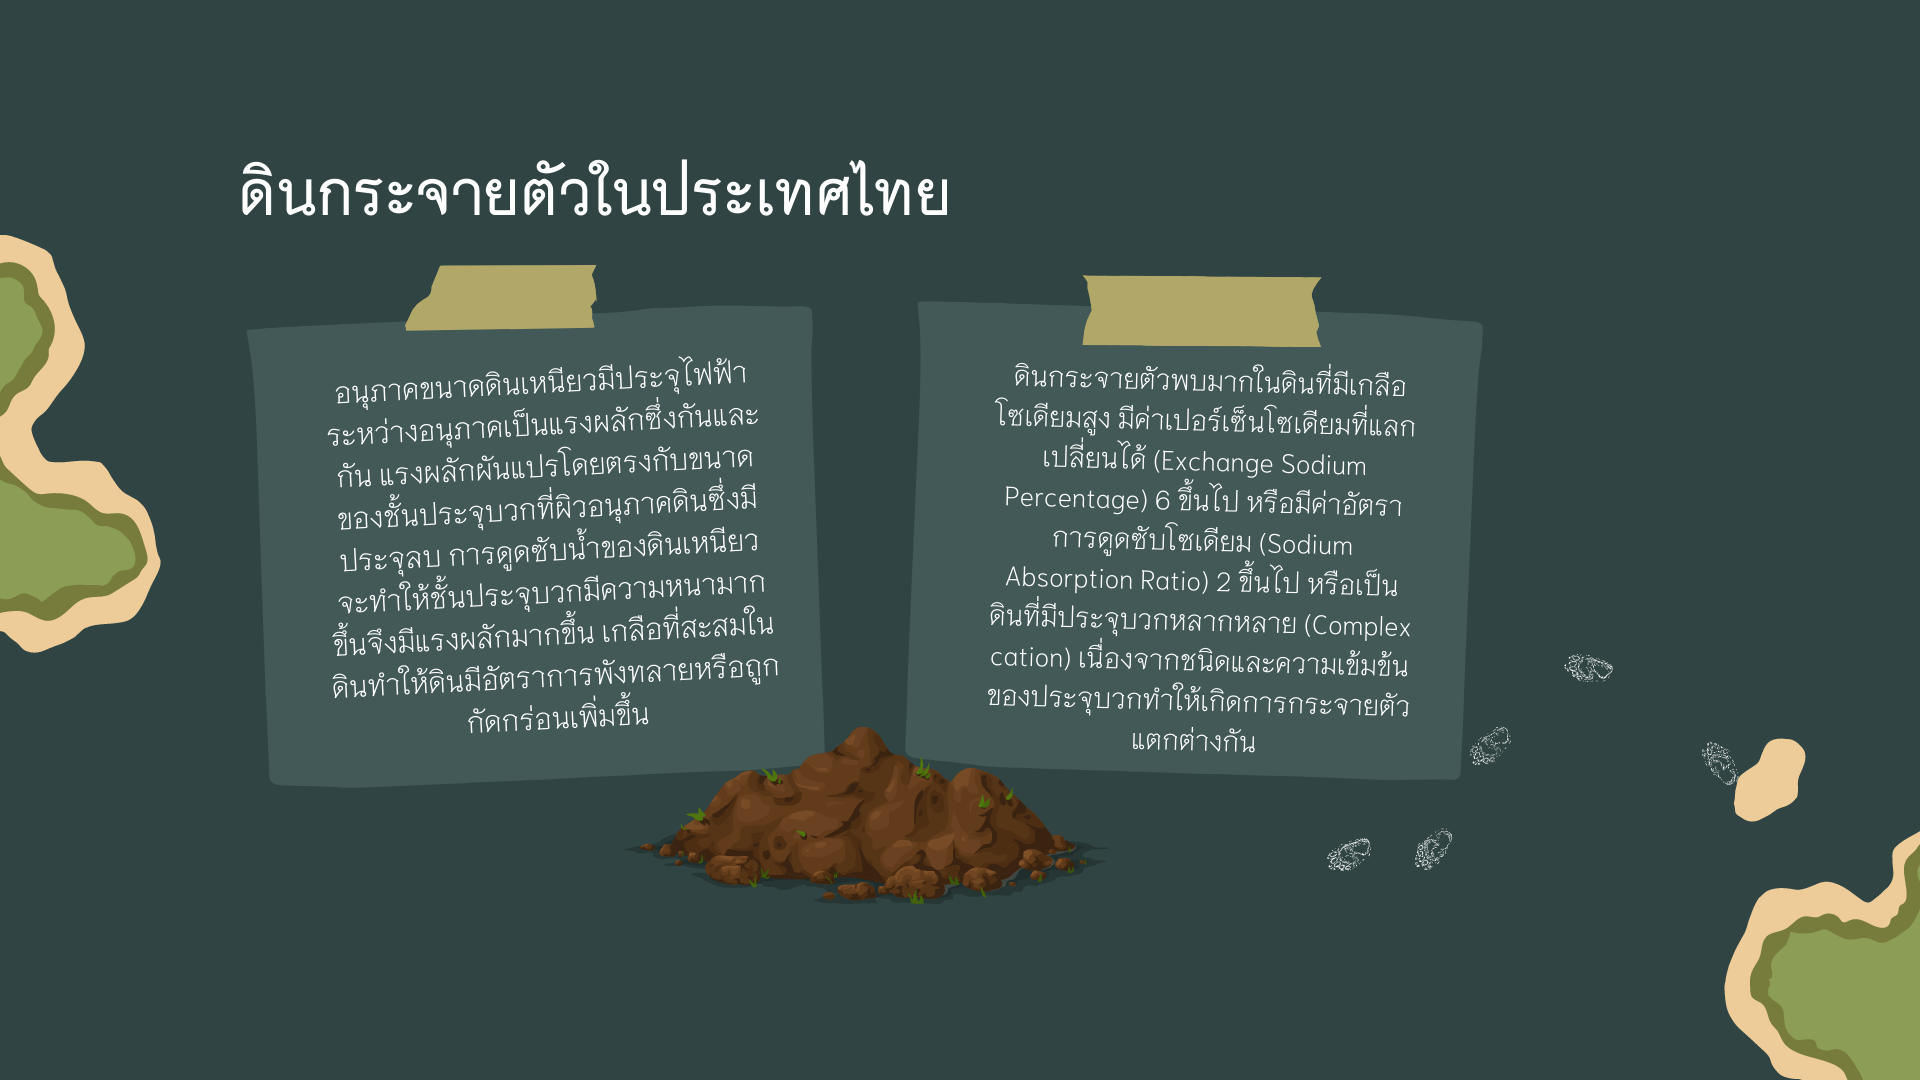 ดินกระจายตัวในประเทศไทย
อนุภาคขนาดดินเหนียวมีประจุไฟฟ้า
ระหว่างอนุภาคเป็นแรงผลักซึ่งกันและ
กัน แรงผลักผันแปรโดยตรงกับขนาด
ของชั้นประจุบวกที่ผิวอนุภาคดินซึ่งมี
ประจุลบ การดูดซับน้ำของดินเหนียว
จะทำให้ชั้นประจุบวกมีความหนามาก
ขึ้นจึงมีแรงผลักมากขึ้น เกลือที่สะสมใน
ดินทำให้ดินมีอัตราการพังทลายหรือถูก
กัดกร่อนเพิ่มขึ้น
ดินกระจายตัวพบมากในดินที่มีเกลือ
โซเดียมสูง มีค่าเปอร์เซ็นโซเดียมที่แลก
เปลี่ยนได้ (Exchange Sodium
Percentage) 6 ขึ้นไป หรือมีค่าอัตรา
การดูดซับโซเดียม (Sodium
Absorption Ratio) 2 ขึ้นไป หรือเป็น
ดินที่มีประจุบวกหลากหลาย (Complex
cation) เนื่องจากชนิดและความเข้มข้น
ของประจุบวกทำให้เกิดการกระจายตัว
แตกต่างกัน